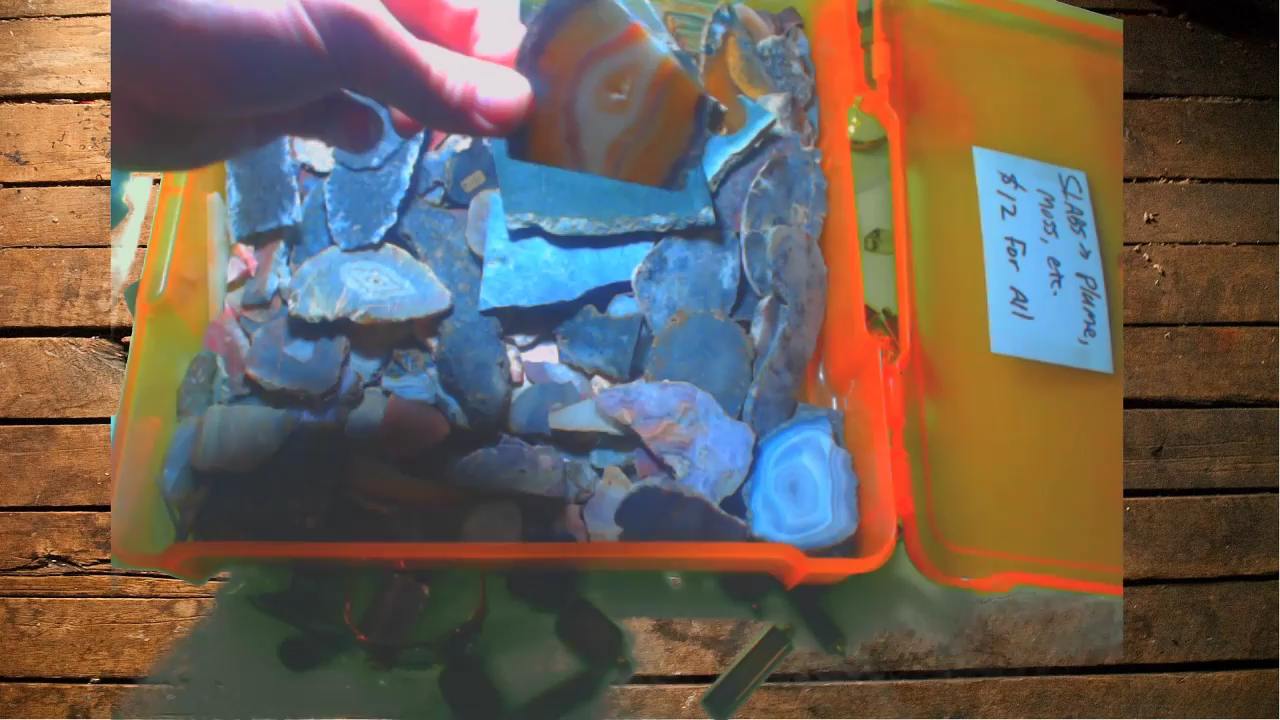 SLABS » Plume,
Moss, etc.
$12 For All